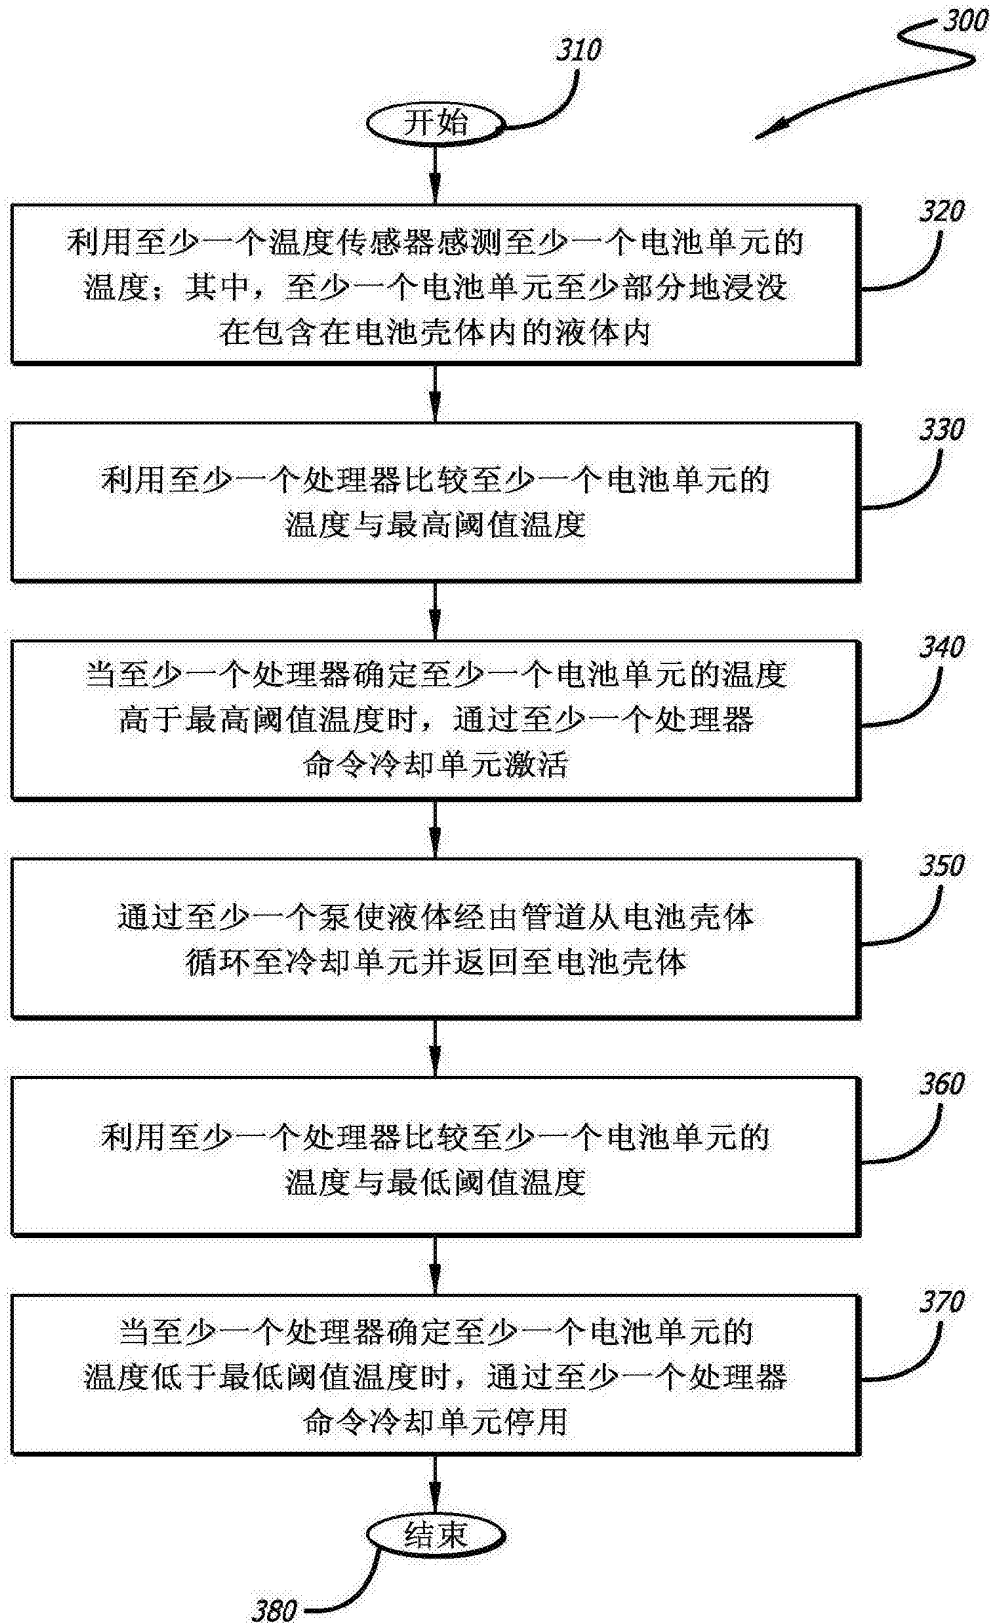 300
310
开始
320
利用至少一个温度传感器感测至少一个电池单元的
温度；其中，至少一个电池单元至少部分地浸没
在包含在电池壳体内的液体内
330
利用至少一个处理器比较至少一个电池单元的
温度与最高阈值温度
340
当至少一个处理器确定至少一个电池单元的温度
高于最高阈值温度时，通过至少一个处理器
命令冷却单元激活
350
通过至少一个泵使液体经由管道从电池壳体
循环至冷却单元并返回至电池壳体
360
利用至少一个处理器比较至少一个电池单元的
温度与最低阈值温度
370
当至少一个处理器确定至少一个电池单元的
温度低于最低阈值温度时，通过至少一个处理器
命令冷却单元停用
结束
380